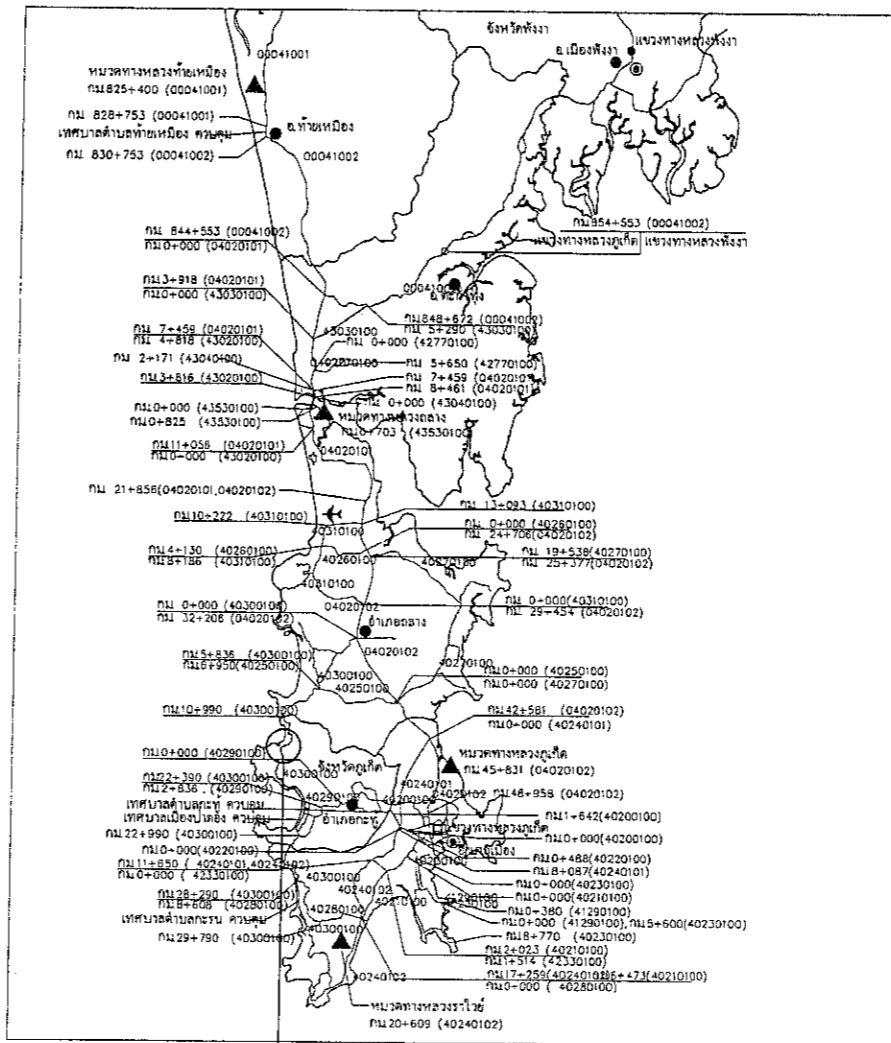 จังหวัดพังงา
แขวงทางหลวงพังงา
อ.เมืองพังงา
00041001
หมวดทางหลวงท้ายเหมือง
กม.825+400 (00041001)
กม. 828+753 (00041001)
เทศบาลตำบลท้ายเหมือง ควบคุม
อ.ท้ายเหมือง
กม. 830+753 (00041002)
00041002
กม. 844+553 (00041002)
กม.0+000 (04020101)
แขวงทางหลวงภูเก็ต
แขวงทางหลวงพังงา
กม.3+918 (04020101)
กม.0+000 (43030100)
กม.848+672 (00041002)
กม. 5+290 (43030100)
43030100
กม. 7+459 (04020101)
กม. 4+818 (43020100)
กม. 0+000 (42770100)
กม. 2+171 (43040100)
กม. 5+650 (42770100)
กม.3+816 (43020100)
กม. 7+459 (04020101)
กม. 8+461 (04020101)
กม. 0+000 (43040100)
กม.0+000 (43530100)
กม.0+825 (43530100)
หมวดทางหลวงถลาง
กม.0+703 (43530100)
กม.11+058 (04020101)
กม.0+000 (43020100)
กม. 21+856(04020101,04020102)
กม.10+222 (40310100)
กม. 13+093 (40310100)
40310100
กม. 0+000 (40260100)
กม. 24+706(04020102)
กม.4+130 (40260100)
กม.8+186 (40310100)
40260100
40270100
กม. 19+538(40270100)
กม. 25+377(04020102)
40310100
กม. 0+000 (40300100)
กม. 32+206 (04020102)
04020102
กม. 0+000(40310100)
กม. 29+454 (04020102)
อำเภอถลาง
04020102
กม.5+836 (40300100)
กม.6+950(40250100)
40300100
40250100
40270100
กม.0+000 (40250100)
กม.0+000 (40270100)
กม.10+990 (40300100)
กม.42+581 (04020102)
กม.0+000 (40240101)
กม.0+000 (40290100)
จังหวัดภูเก็ต
หมวดทางหลวงภูเก็ต
กม.45+831 (04020102)
กม.22+390 (40300100)
กม.2+836 (40290100)
40300100
40240101
กม.48+958 (04020102)
เทศบาลตำบลกะทู้ ควบคุม
เทศบาลเมืองป่าตอง ควบคุม
อำเภอกะทู้
กม.1+642(40200100)
กม.22+990 (40300100)
แขวงทางหลวงภูเก็ต
กม.0+000(40200100)
กม.0+000(40220100)
กม.0+488(40220100)
กม.11+650 (40240101,40240102)
กม.0+000 (42330100)
กม.8+087(40240101)
40300100
กม.0+000(40230100)
40240102
กม.0+000(40210100)
กม.28+290 (40300100)
กม.8+608 (40280100)
40210100
กม.0+380 (41290100)
เทศบาลตำบลกะรน ควบคุม
40280100
กม.0+000 (41290100),กม.5+600(40230100)
กม.29+790 (40300100)
40300100
กม.8+770 (40230100)
กม.2+023 (40210100)
กม.1+514 (42330100)
40240102
กม.0+000 (40280100)
หมวดทางหลวงราไวย์
กม.20+609 (40240102)